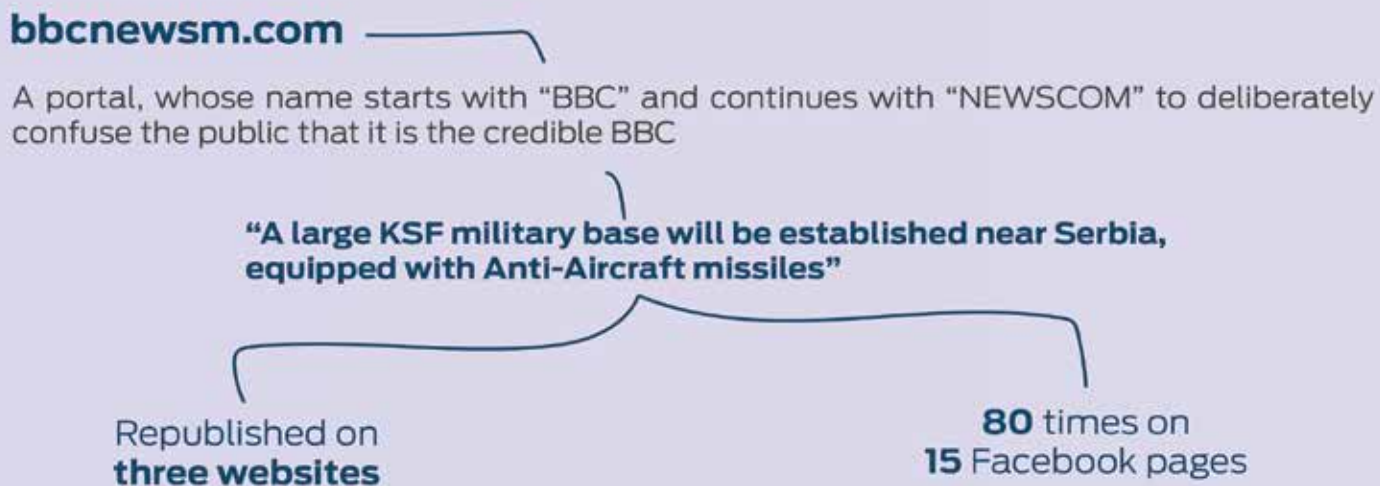 bbcnewsm.com
A portal, whose name starts with “BBC” and continues with “NEWSCOM” to deliberately
confuse the public that it is the credible BBC
“A large KSF military base will be established near Serbia,
equipped with Anti-Aircraft missiles”
Republished on
three websites
80 times on
15 Facebook pages